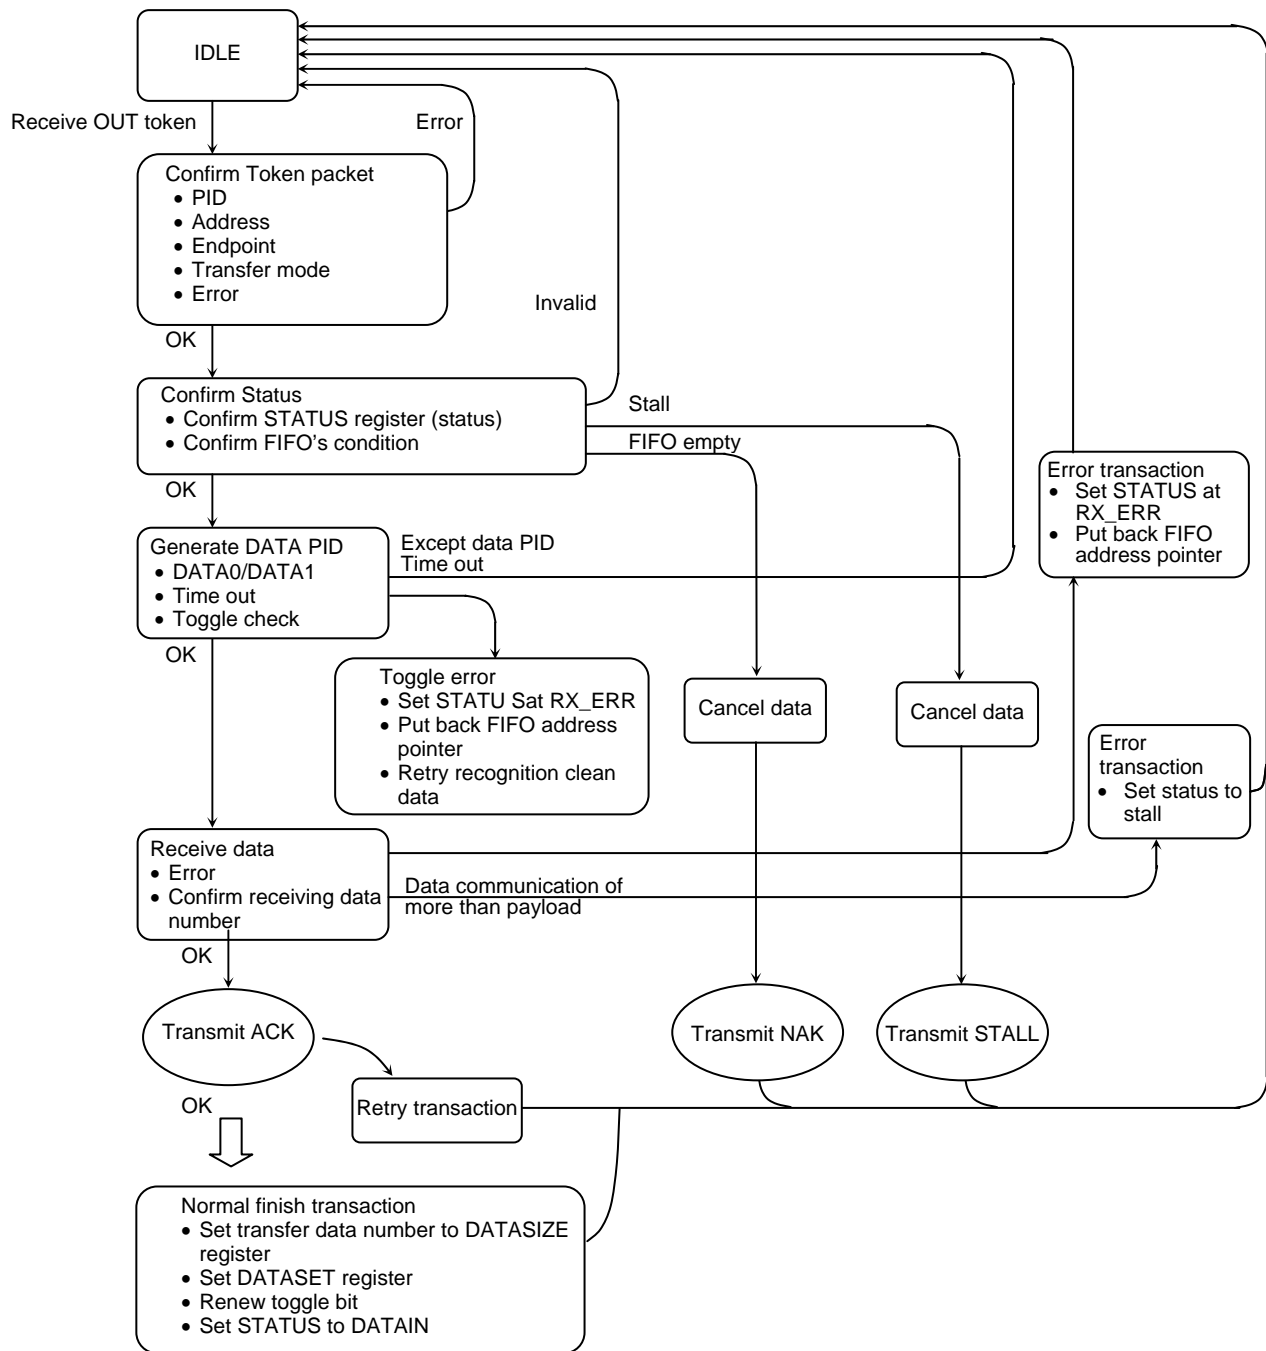 IDLE
Receive OUT token
Error
Confirm Token packet
• PID
• Address
• Endpoint
• Transfer mode
• Error
Invalid
OK
Confirm Status
• Confirm STATUS register (status)
• Confirm FIFO's condition
Stall
FIFO empty
OK
Error transaction
• Set STATUS at
RX_ERR
• Put back FIFO
address pointer
Generate DATA PID
• DATA0/DATA1
• Time out
• Toggle check
Except data PID
Time out
OK
Toggle error
• Set STATU Sat RX_ERR
• Put back FIFO address
pointer
• Retry recognition clean
data
Cancel data
Cancel data
Error
transaction
• Set status to
stall
Receive data
• Error
• Confirm receiving data
number
Data communication of
more than payload
OK
Transmit ACK
Transmit NAK
Transmit STALL
OK
Retry transaction
Normal finish transaction
• Set transfer data number to DATASIZE
register
• Set DATASET register
• Renew toggle bit
• Set STATUS to DATAIN